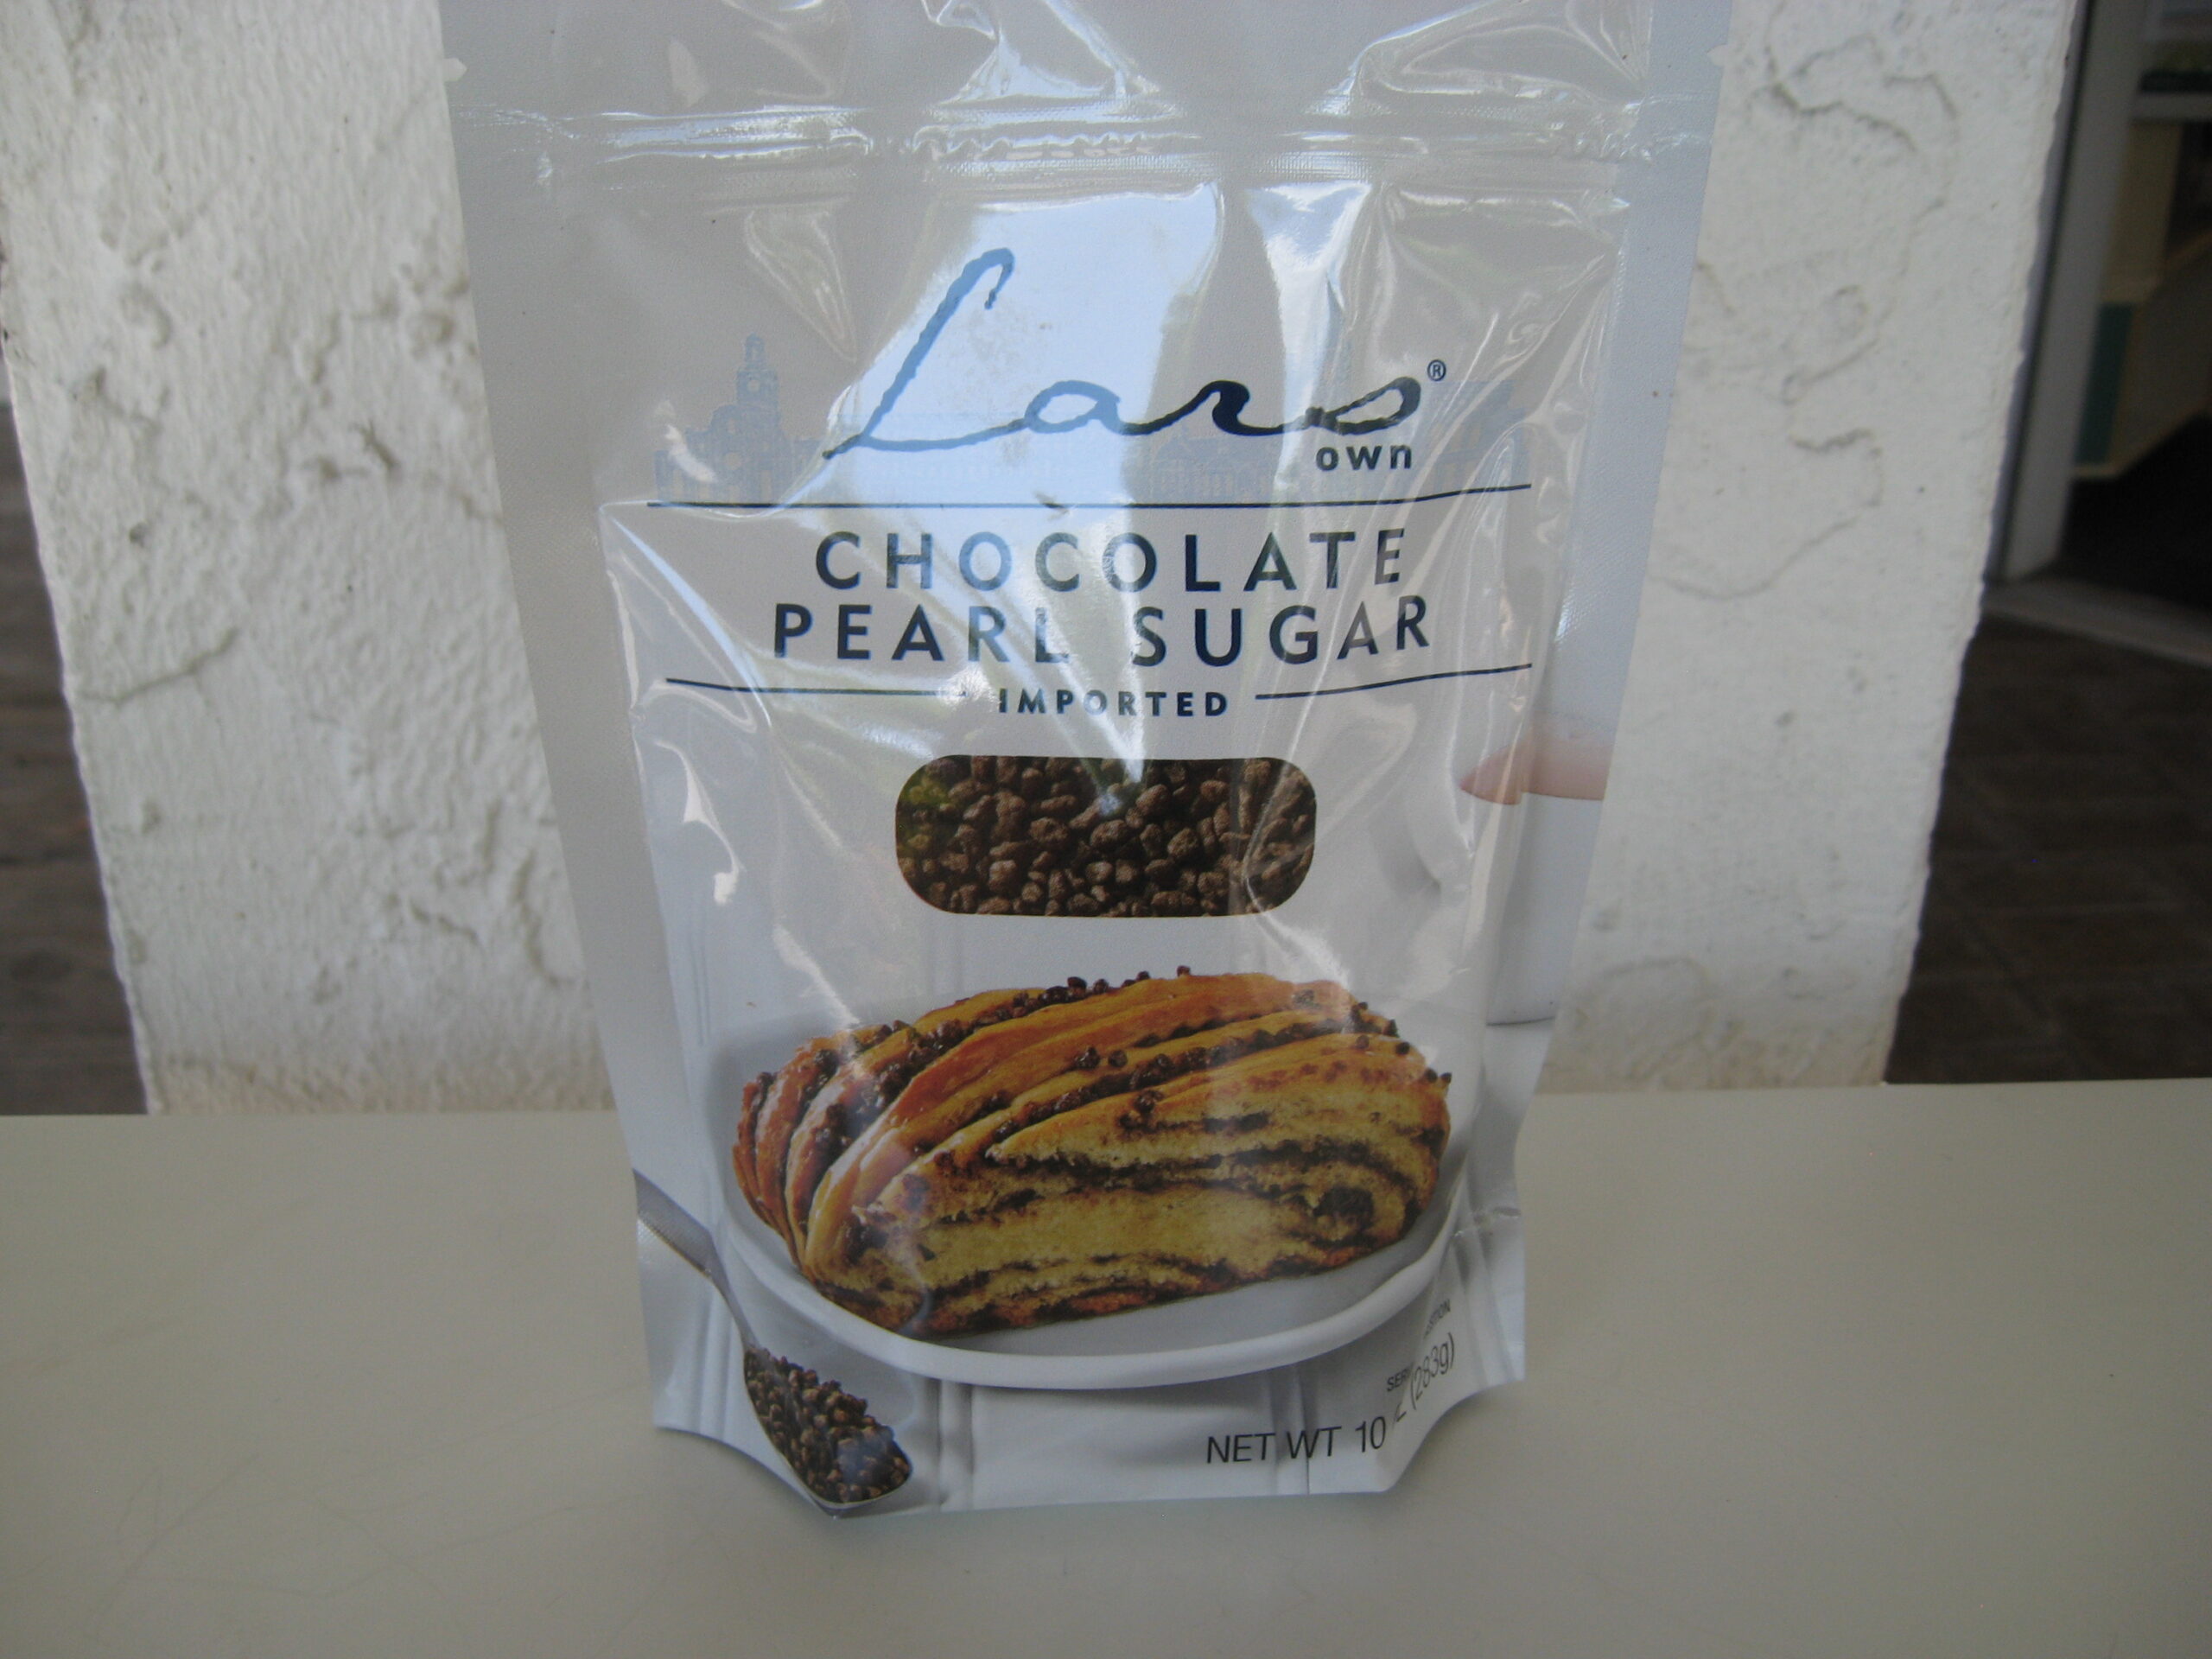 Lars®
own
CHOCOLATE
PEARL SUGAR
IMPORTED
NET WT 10 (283g)